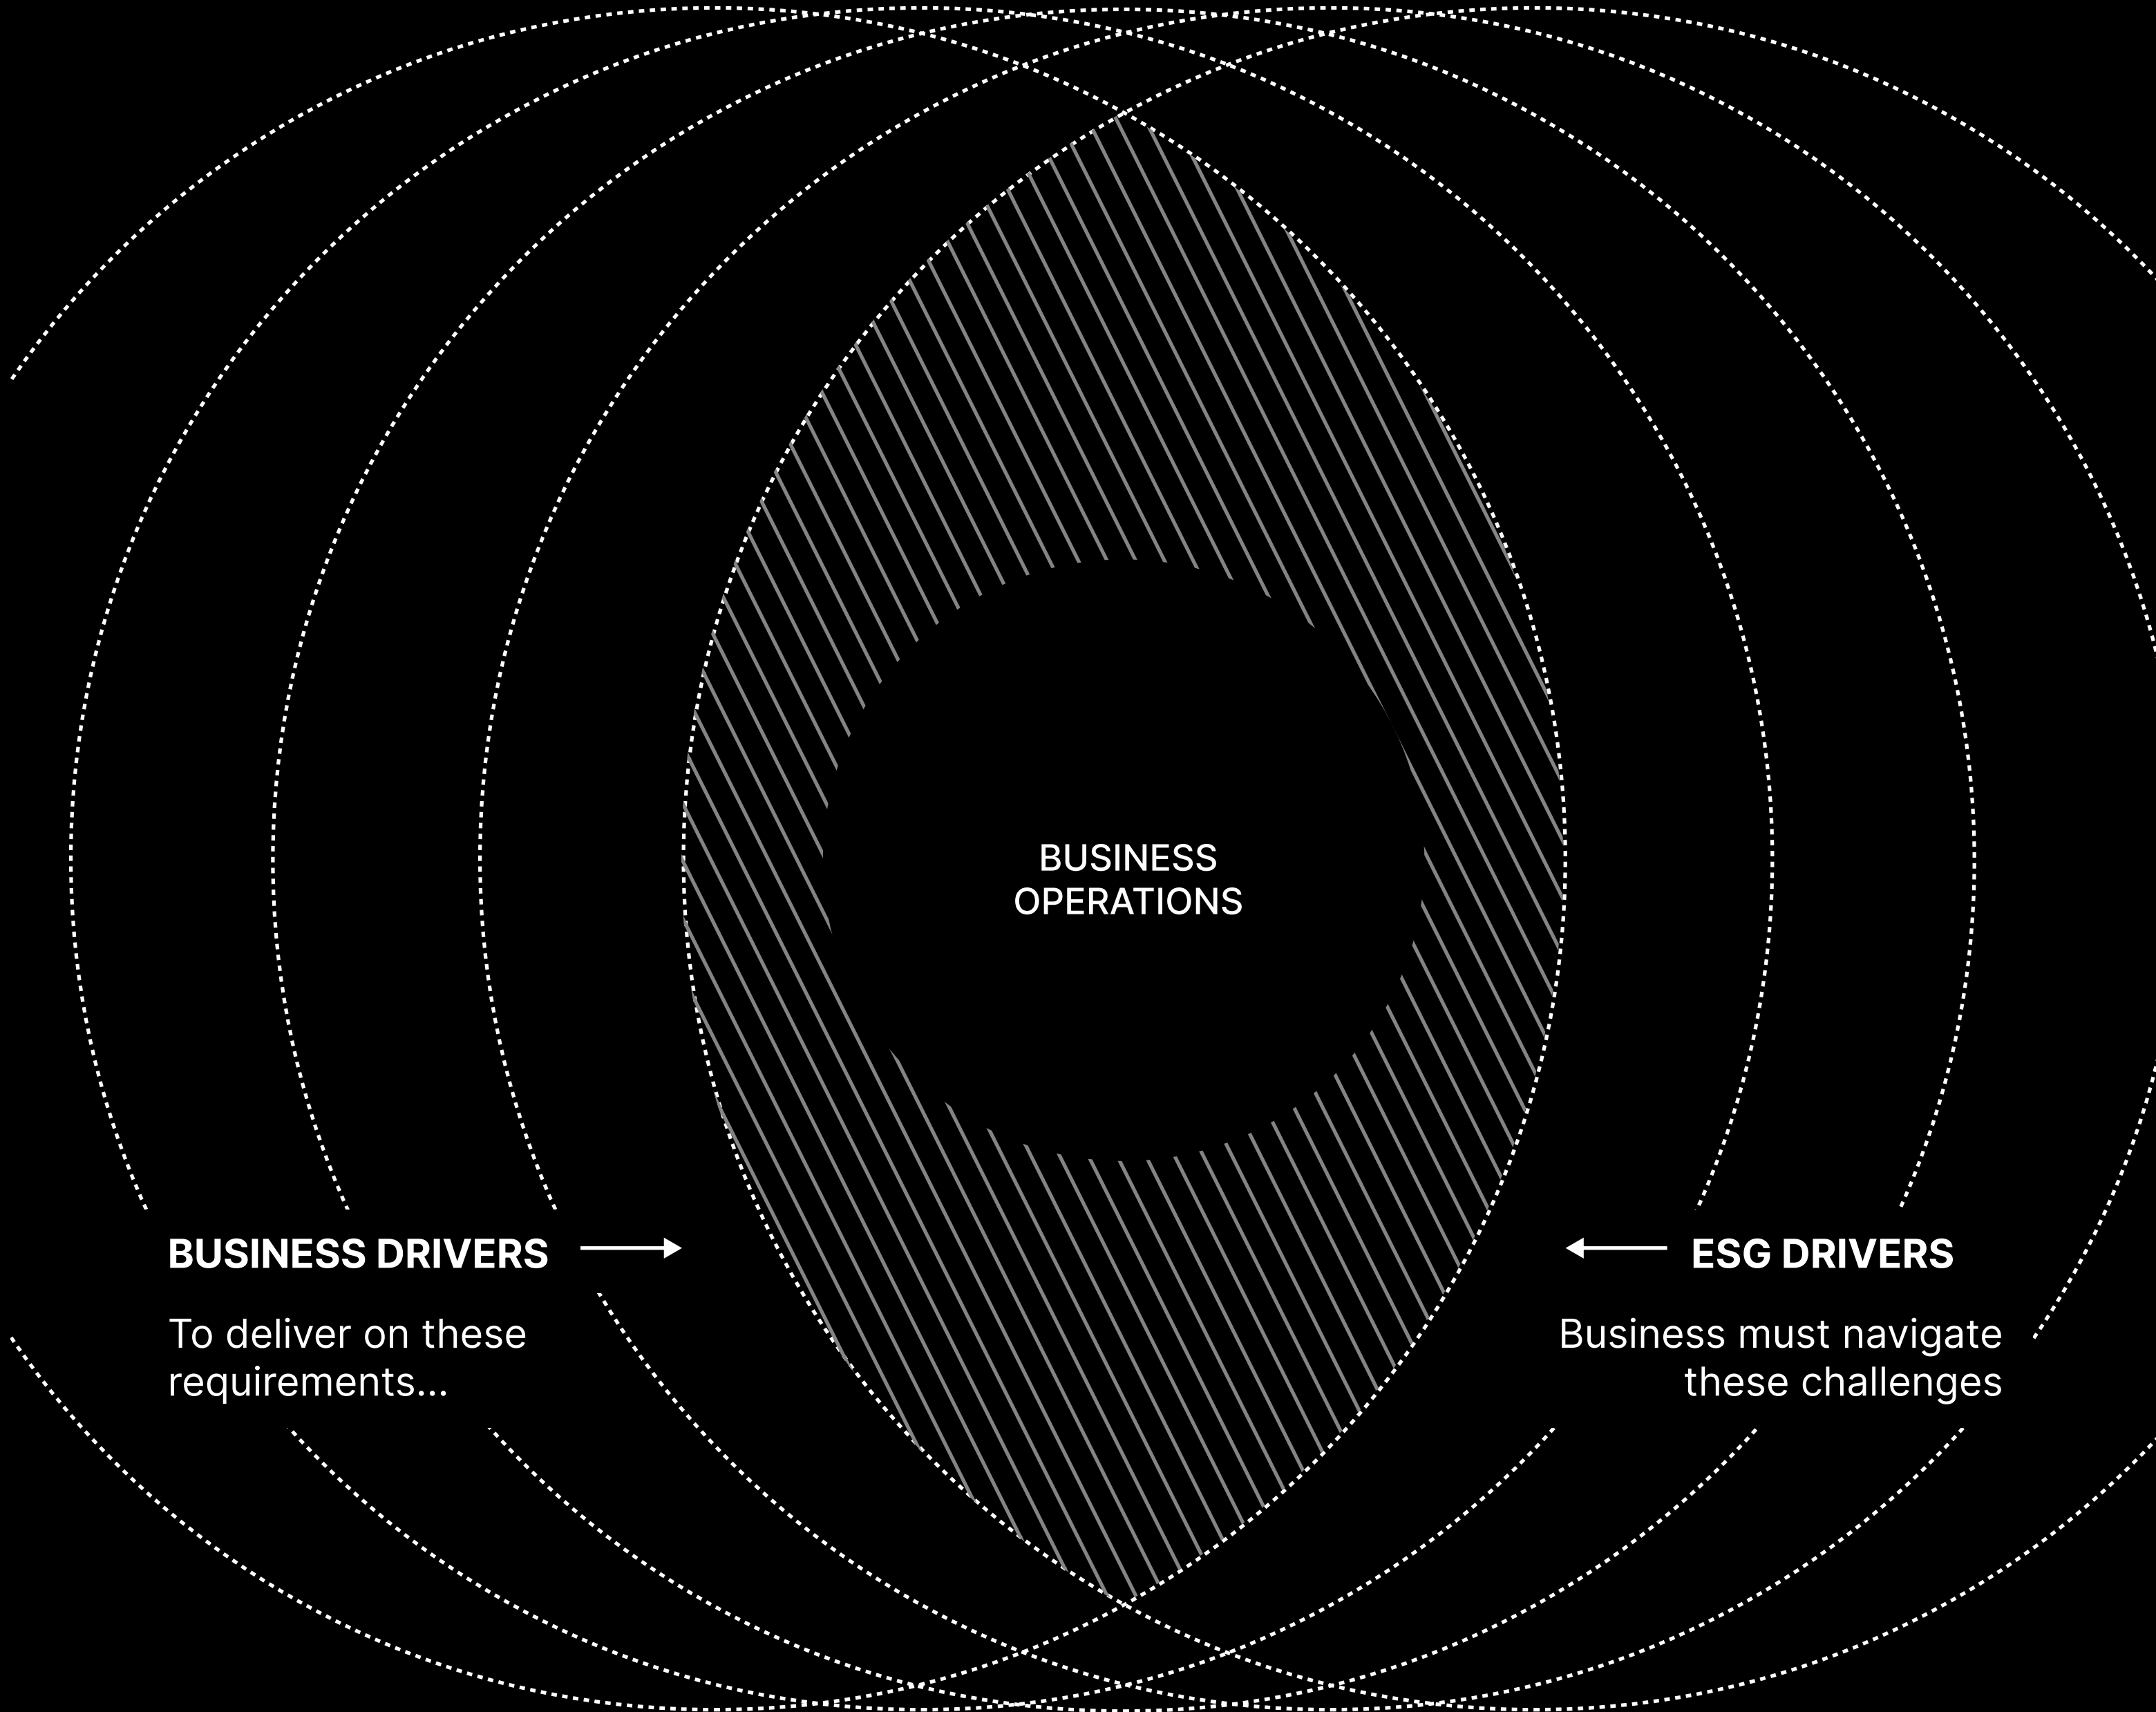 BUSINESS
OPERATIONS
BUSINESS DRIVERS
To deliver on these
requirements...
ESG DRIVERS
Business must navigate
these challenges